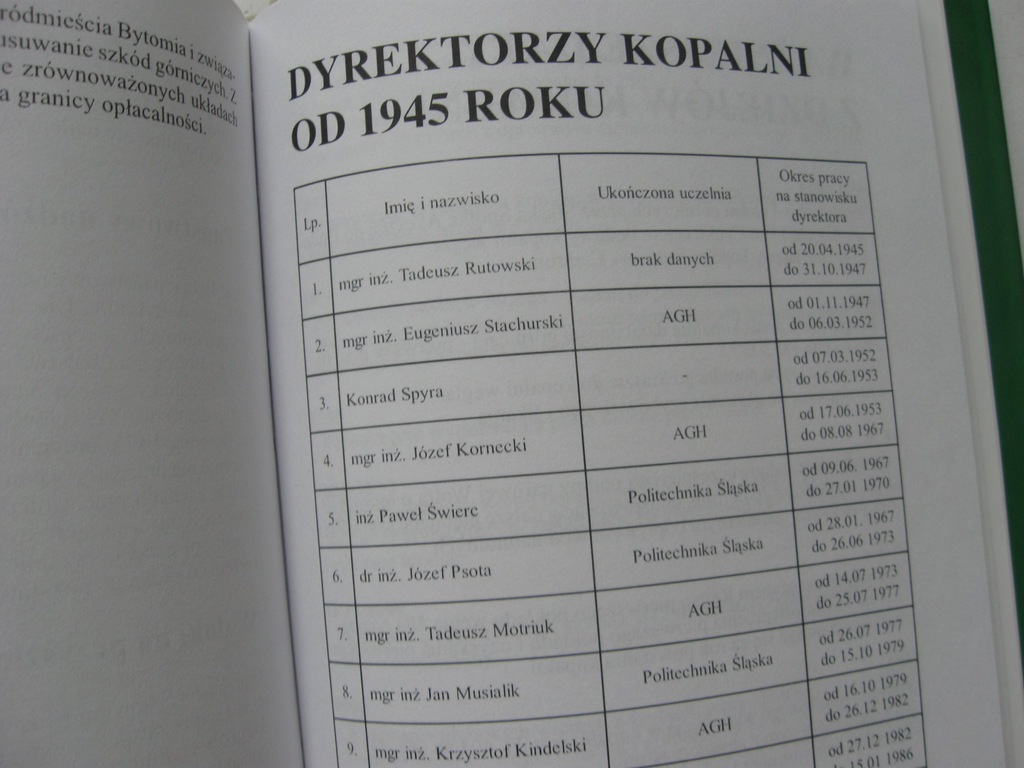 ródmieścia Bytomia i związa-
usuwanie szkód górniczych. Z
e zrównoważonych układach
a granicy opłacalności.
DYREKTORZY KOPALNI
OD 1945 ROKU
Lp.
Imię i nazwisko
Ukończona uczelnia
Okres pracy
na stanowisku
dyrektora
1.
mgr inż. Tadeusz Rutowski
brak danych
od 20.04.1945
do 31.10.1947
2.
mgr inż. Eugeniusz Stachurski
AGH
od 01.11.1947
do 06.03.1952
3.
Konrad Spyra
-
od 07.03.1952
do 16.06.1953
4.
mgr inż. Józef Kornecki
AGH
od 17.06.1953
do 08.08 1967
5.
inż Paweł Świerc
Politechnika Śląska
od 09.06. 1967
do 27.01 1970
6.
dr inż. Józef Psota
Politechnika Śląska
od 28.01. 1967
do 26.06 1973
7.
mgr inż. Tadeusz Motriuk
AGH
od 14.07 1973
do 25.07 1977
8.
mgr inż Jan Musialik
Politechnika Śląska
od 26.07 1977
do 15.10 1979
9.
mgr inż. Krzysztof Kindelski
AGH
od 16.10 1979
do 26.12 1982
od 27.12 1982
15.01 1986